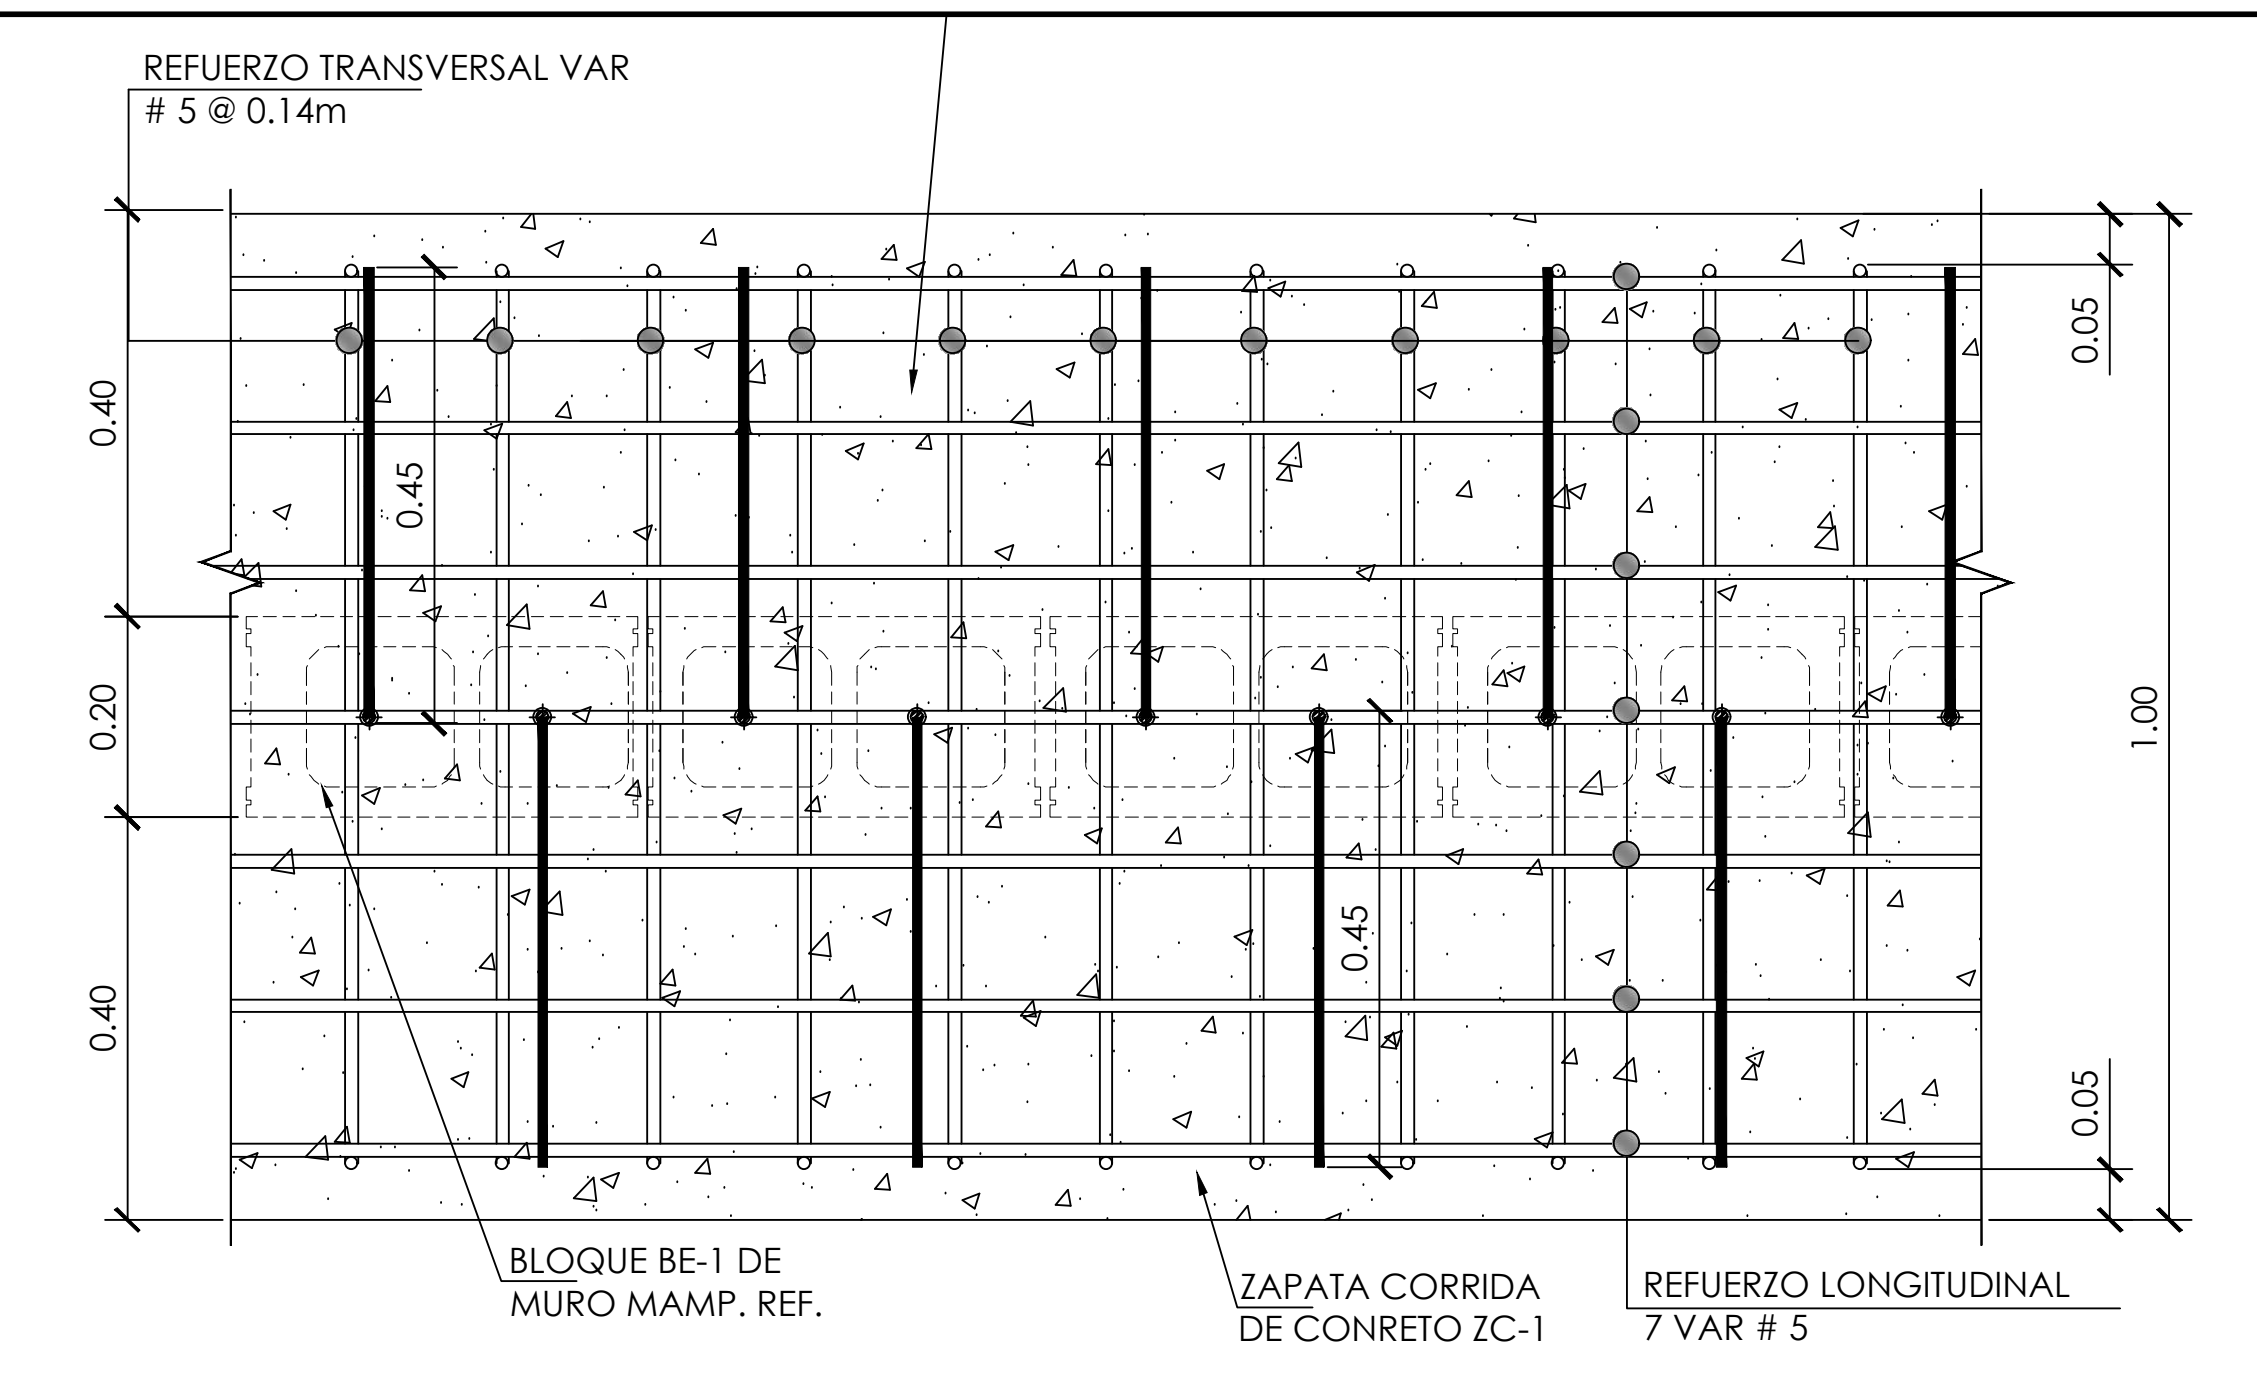 REFUERZO TRANSVERSAL VAR
# 5 @ 0.14m
0.40
0.45
0.05
0.20
1.00
0.45
0.40
0.05
BLOQUE BE-1 DE
MURO MAMP. REF.
ZAPATA CORRIDA
DE CONRETO ZC-1
REFUERZO LONGITUDINAL
7 VAR # 5